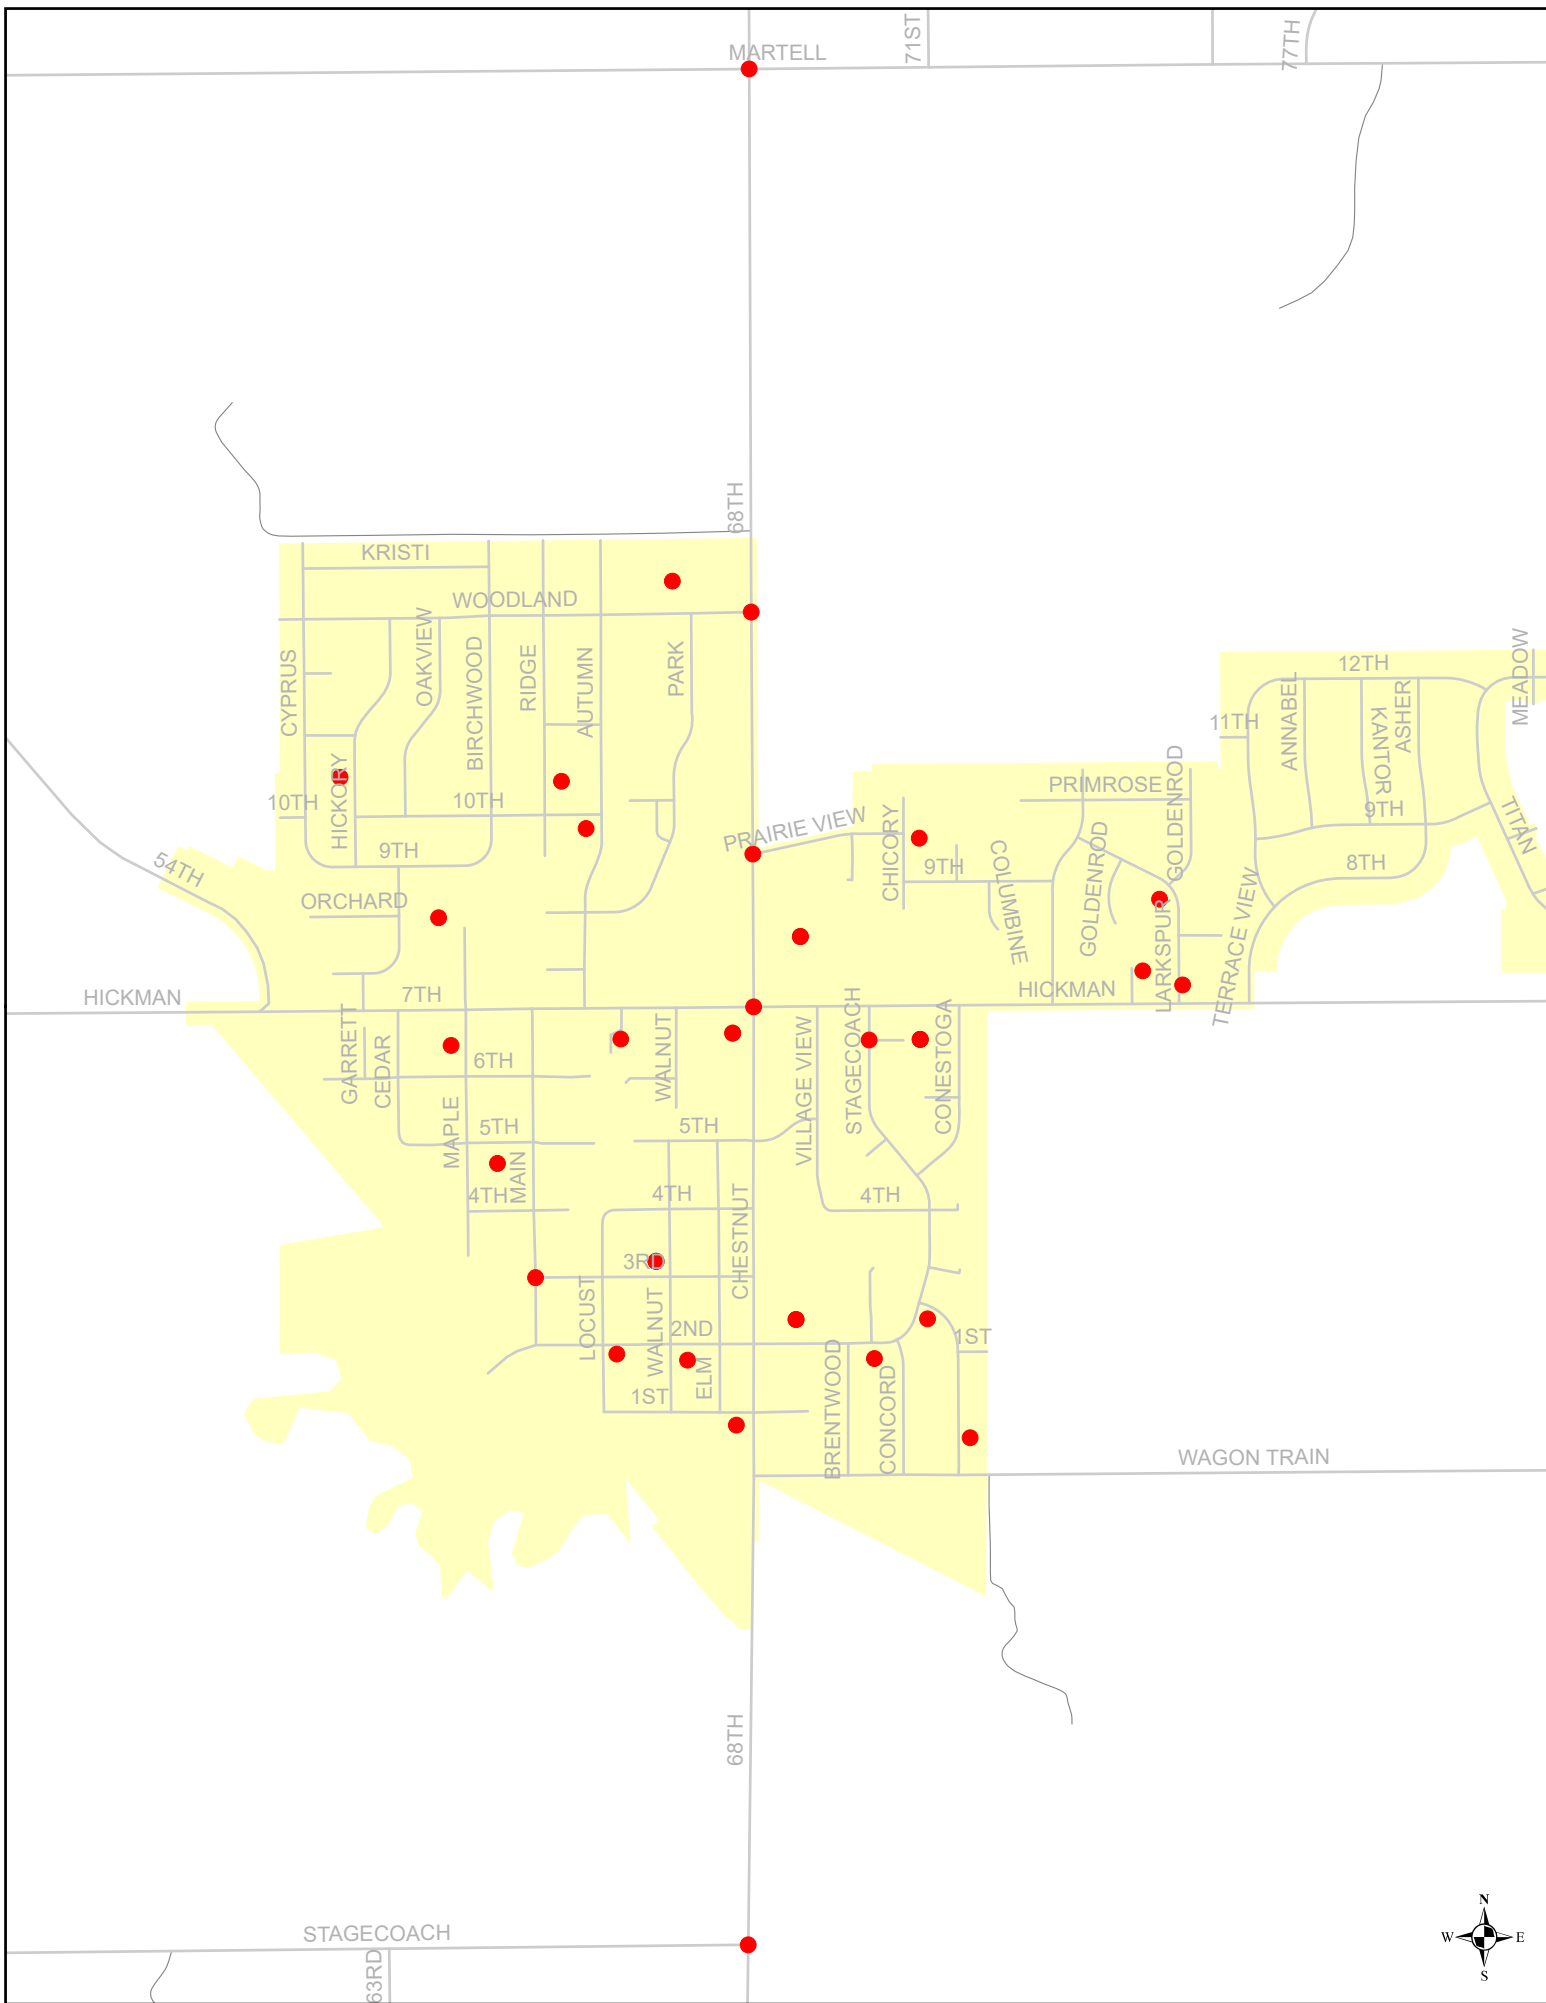 71ST
77TH
MARTELL
68TH
KRISTI
WOODLAND
OAKVIEW
CYPRUS
BIRCHWOOD
RIDGE
AUTUMN
PARK
12TH
MEADOW
11TH
ANNABEL
KANTOR
ASHER
HICKORY
10TH
10TH
PRIMROSE
GOLDENROD
9TH
TITAN
PRAIRIE VIEW
CHICORY
9TH
54TH
9TH
COLUMBINE
GOLDENROD
8TH
ORCHARD
LARKSPUR
TERRACE VIEW
HICKMAN
7TH
HICKMAN
GARRETT
CEDAR
6TH
WALNUT
VILLAGE VIEW
STAGECOACH
CONESTOGA
MAPLE
5TH
5TH
MAIN
4TH
4TH
4TH
CHESTNUT
3RD
LOCUST
WALNUT
2ND
ELM
1ST
1ST
BRENTWOOD
CONCORD
WAGON TRAIN
68TH
STAGECOACH
63RD
N
W
E
S